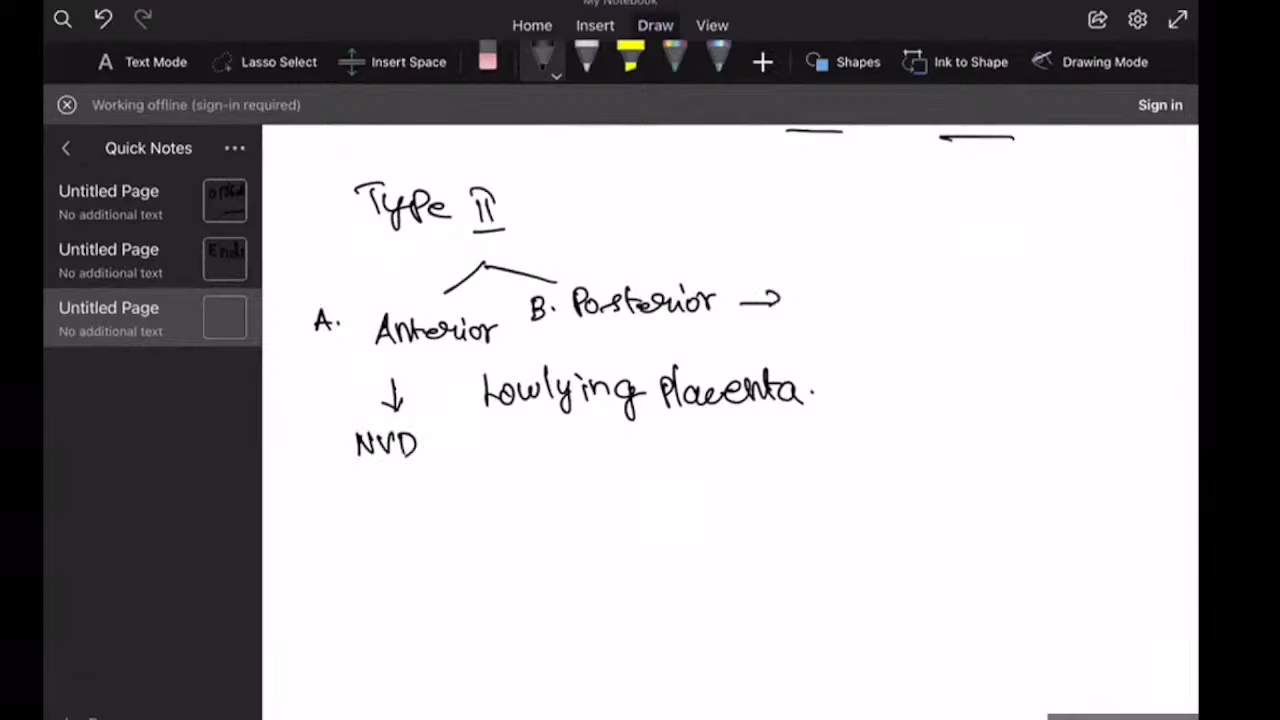 My Notebook
Home Insert Draw View
Text Mode Lasso Select Insert Space Shapes Ink to Shape Drawing Mode
Working offline (sign-in required) Sign in
Quick Notes
Untitled Page
No additional text
Untitled Page
No additional text
Untitled Page
No additional text
Type II
A. Anterior B. Posterior →
↓ Lowlying Placenta.
NVD